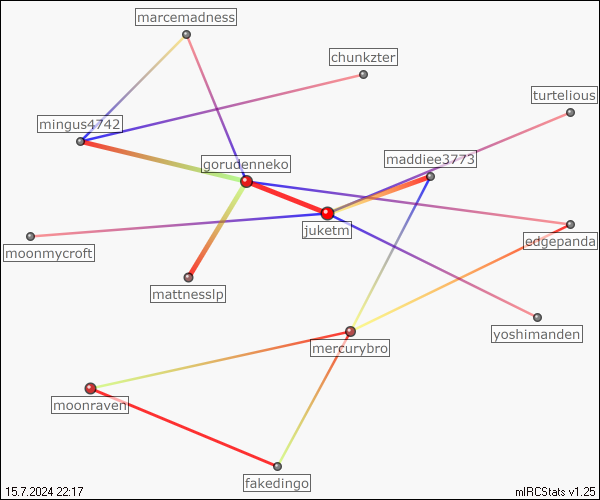 marcemadness
chunkzter
turtelious
mingus4742
gorudenneko
maddiee3773
juketm
edgepanda
moonmycroft
mattnesslp
yoshimanden
mercurybro
moonraven
fakedingo
15.7.2024 22:17
mIRCStats v1.25